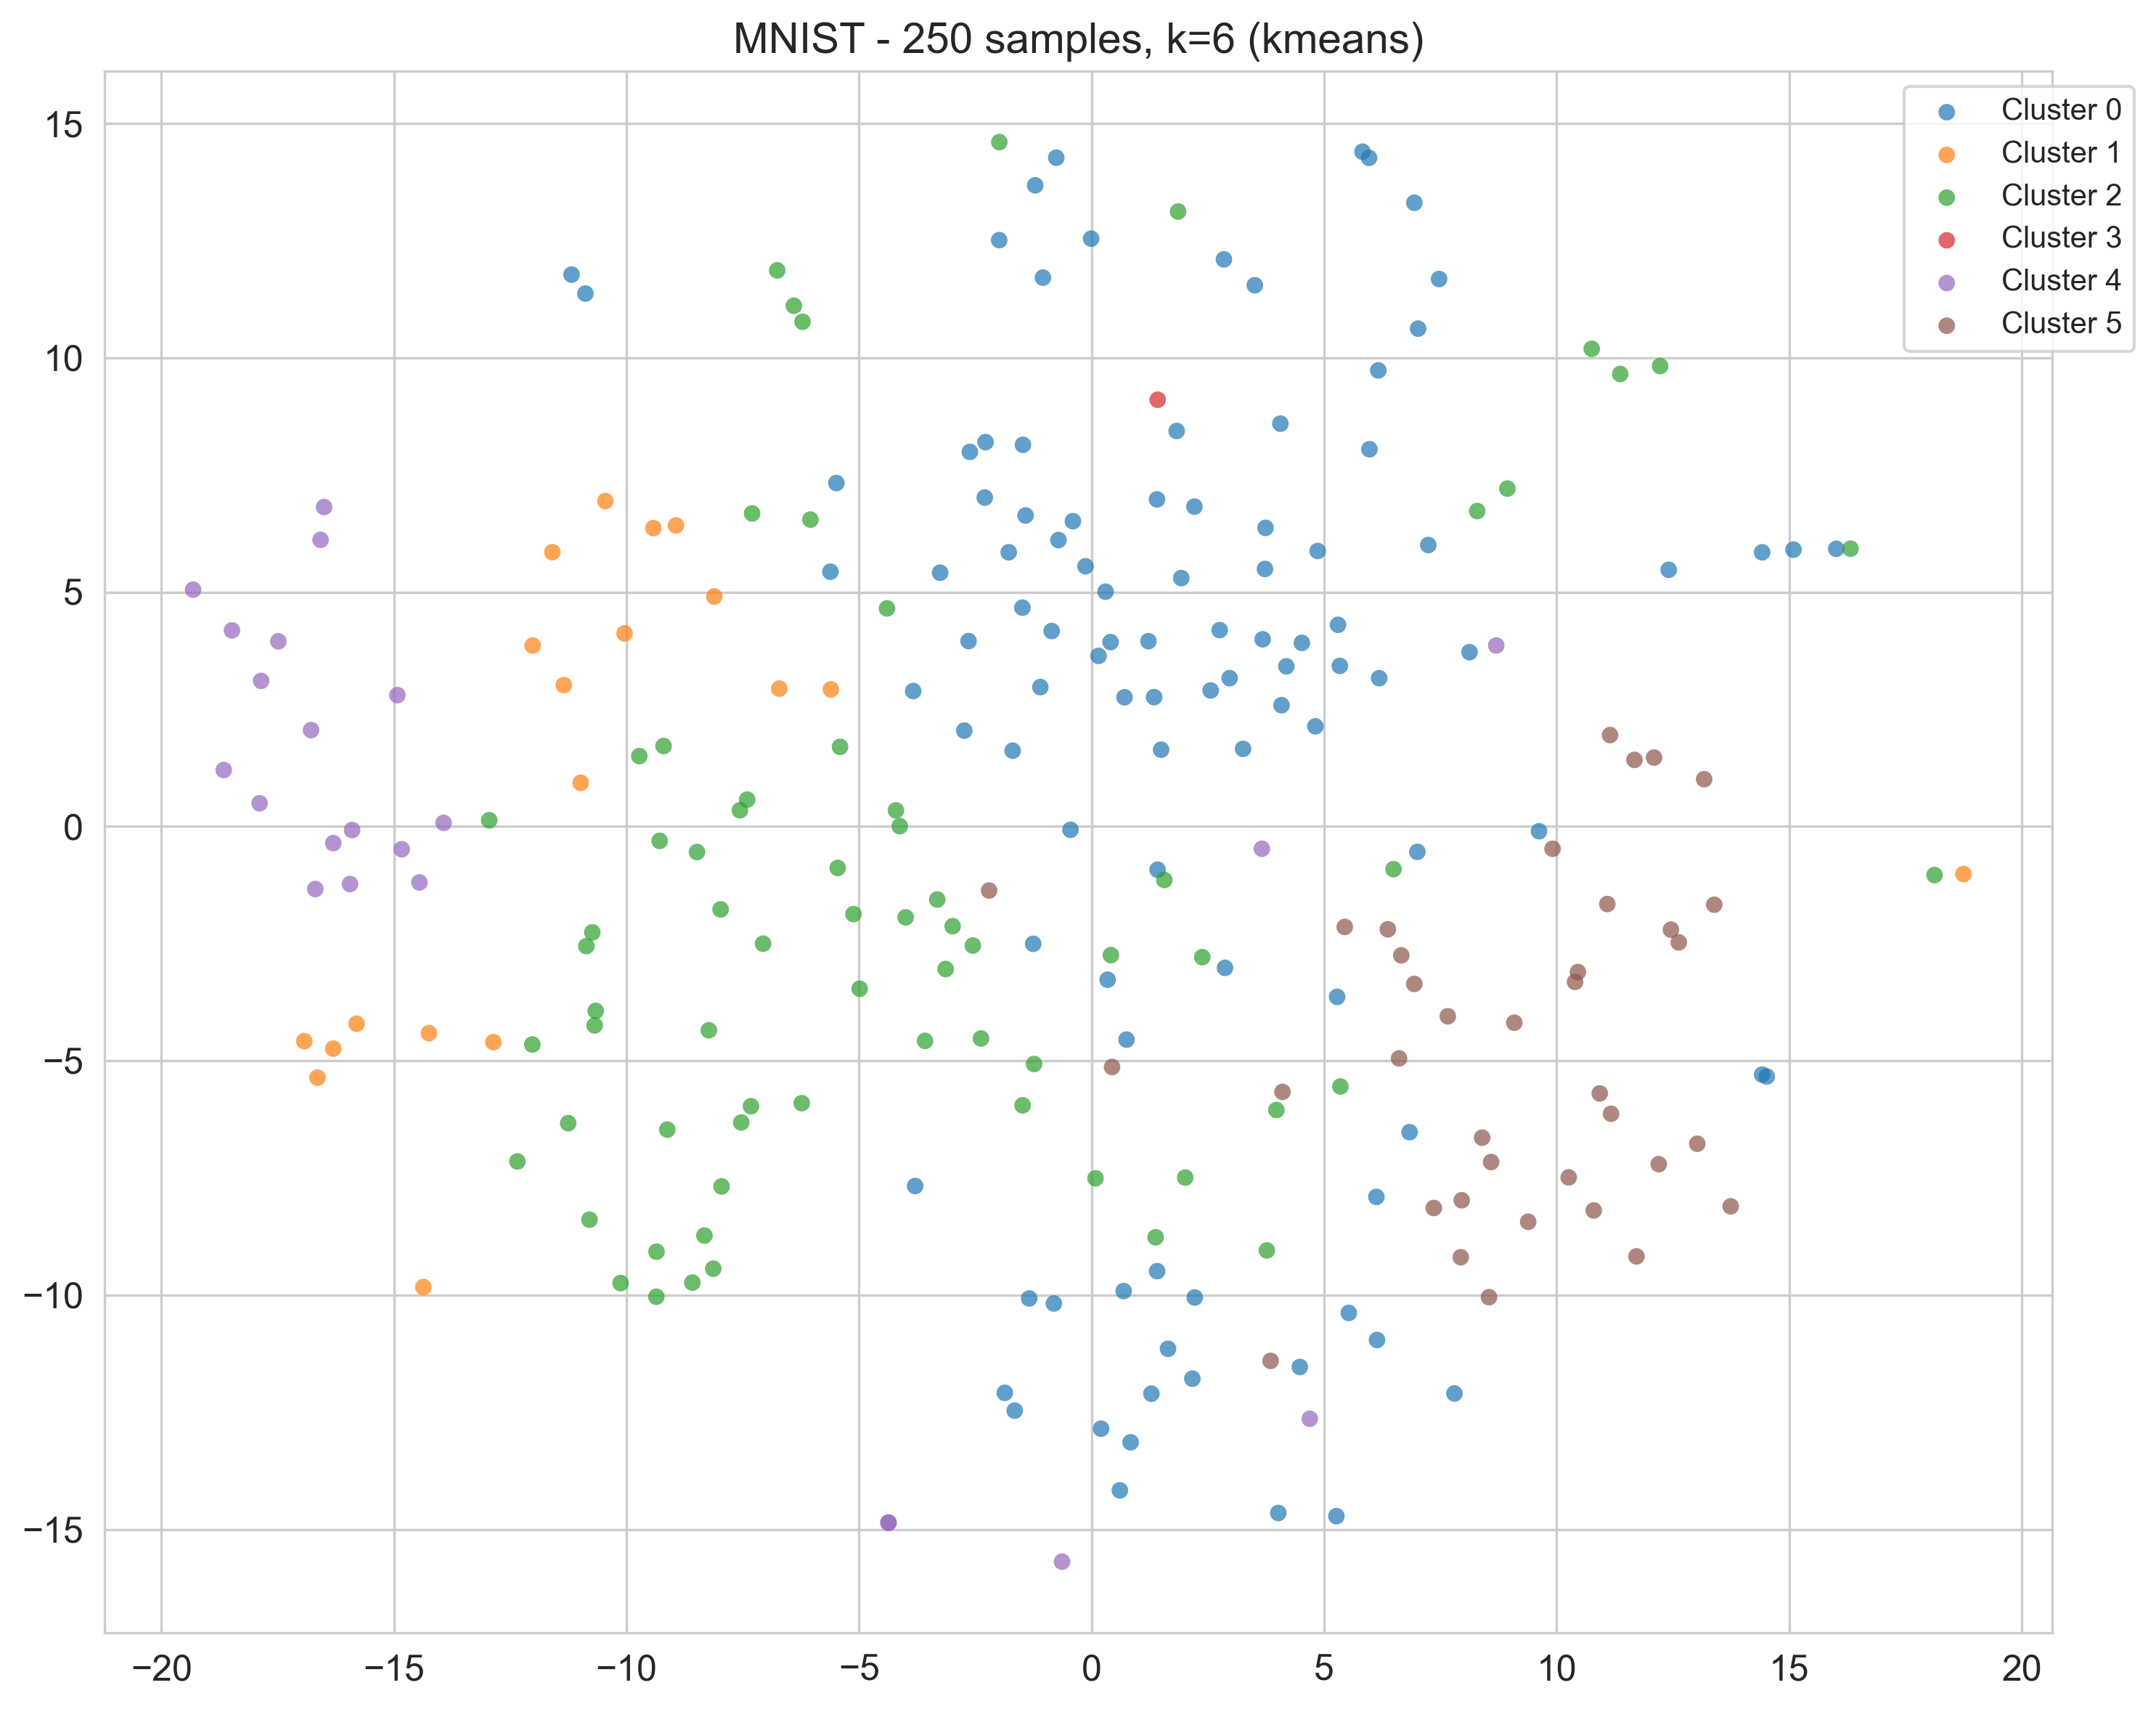 MNIST - 250 samples, k=6 (kmeans)
Cluster 0
Cluster 1
Cluster 2
Cluster 3
Cluster 4
Cluster 5
15
10
5
0
−5
−10
−15
−20 −15 −10 −5 0 5 10 15 20